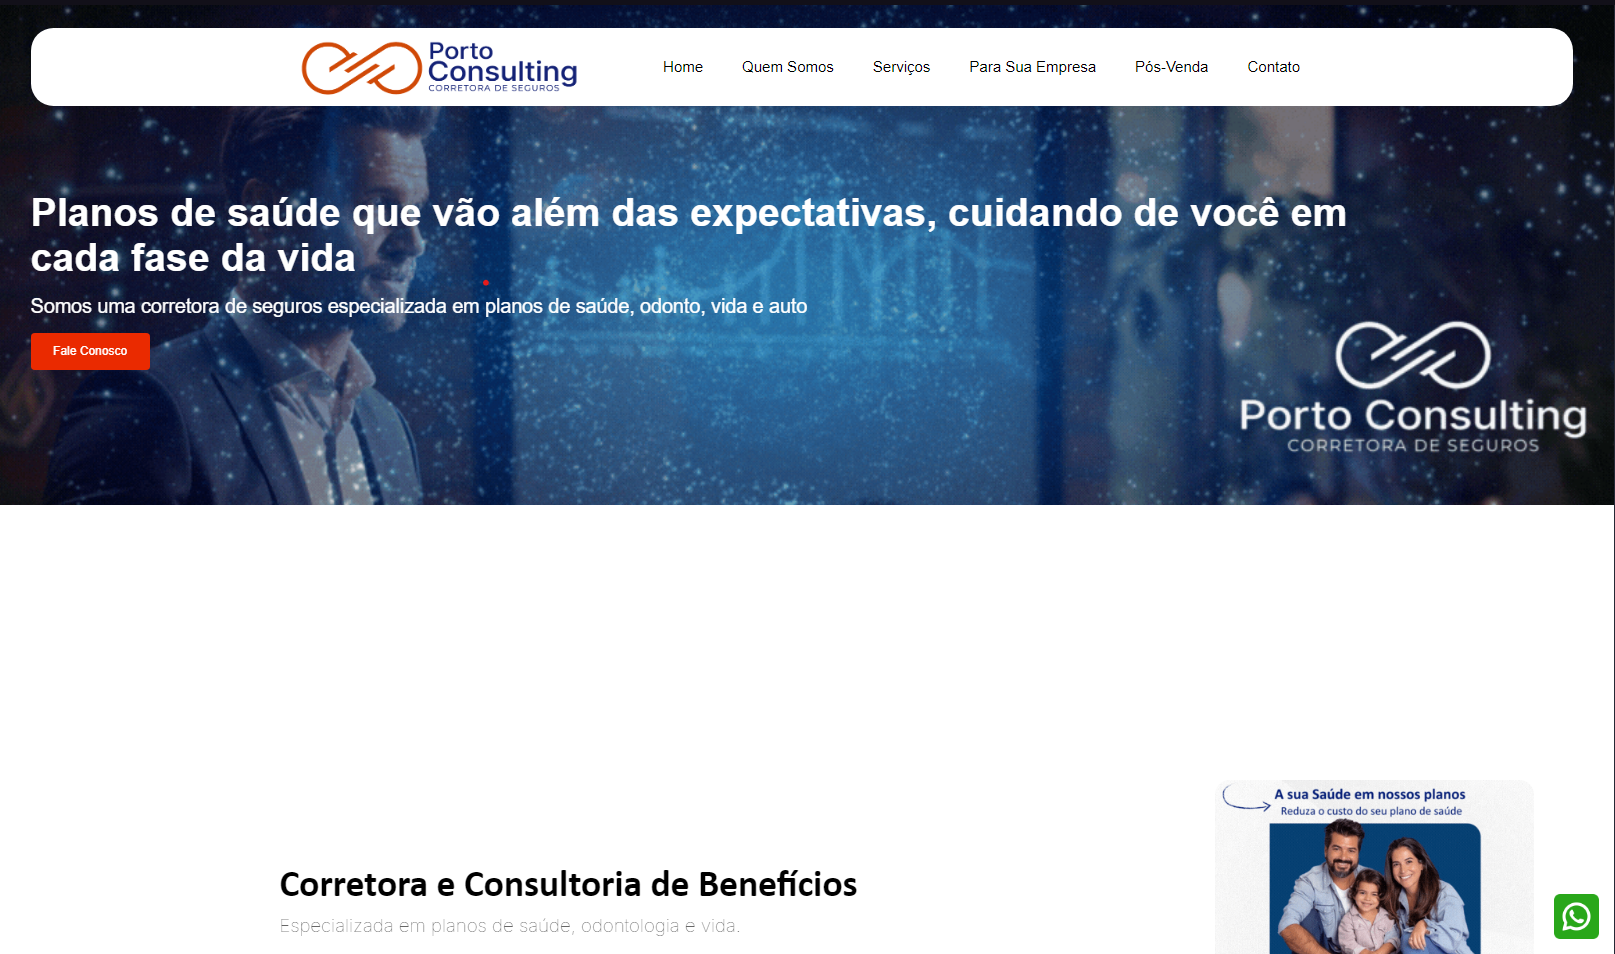 Porto
Consulting
CORRETORA DE SEGUROS
Home
Quem Somos
Serviços
Para Sua Empresa
Pós-Venda
Contato
Planos de saúde que vão além das expectativas, cuidando de você em
cada fase da vida
Somos uma corretora de seguros especializada em planos de saúde, odonto, vida e auto
Fale Conosco
Porto Consulting
CORRETORA DE SEGUROS
A sua Saúde em nossos planos
Reduza o custo do seu plano de saúde
Corretora e Consultoria de Benefícios
Especializada em planos de saúde, odontologia e vida.